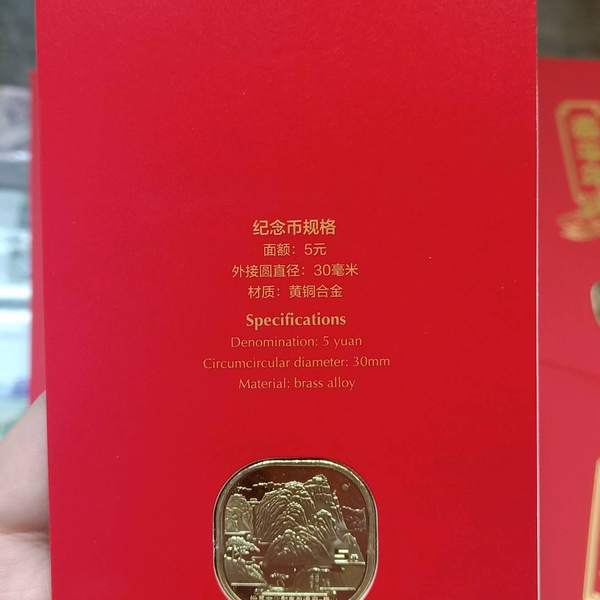 纪念币规格
面额：5元
外接圆直径：30毫米
材质：黄铜合金
Specifications
Denomination: 5 yuan
Circumcircular diameter: 30mm
Material: brass alloy